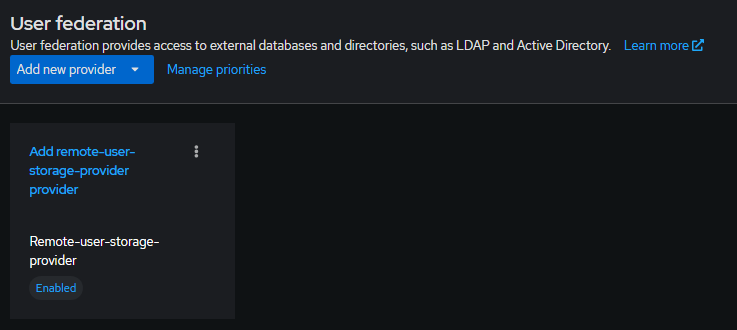 User federation
User federation provides access to external databases and directories, such as LDAP and Active Directory. Learn more
Add new provider Manage priorities
Add remote-user-
storage-provider
provider
Remote-user-storage-
provider
Enabled